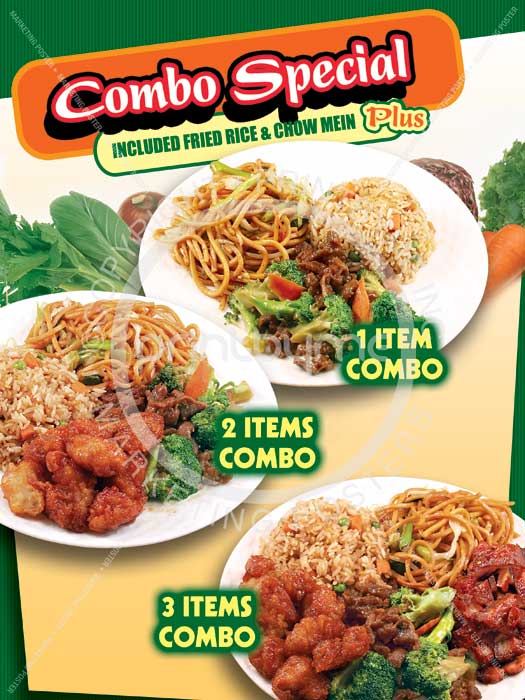 Combo Special
INCLUDED FRIED RICE & CHOW MEIN Plus
1 ITEM
COMBO
2 ITEMS
COMBO
3 ITEMS
COMBO